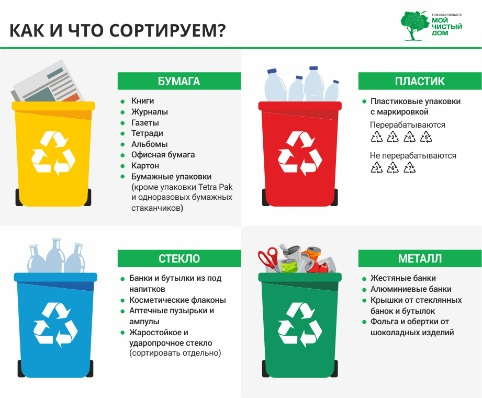 КАК И ЧТО СОРТИРУЕМ?
МОЙ
ЧИСТЫЙ
ДОМ
БУМАГА
Книги
Журналы
Газеты
Тетради
Альбомы
Офисная бумага
Картон
Бумажные упаковки
(кроме упаковки Tetra Pak
и одноразовых бумажных
стаканчиков)
ПЛАСТИК
Пластиковые упаковки
с маркировкой
Перерабатываются
Не перерабатываются
СТЕКЛО
Банки и бутылки из под
напитков
Косметические флаконы
Аптечные пузырьки и
ампулы
Жаростойкое и
ударопрочное стекло
(сортировать отдельно)
МЕТАЛЛ
Жестяные банки
Алюминиевые банки
Крышки от стеклянных
банок и бутылок
Фольга и обертки от
шоколадных изделий